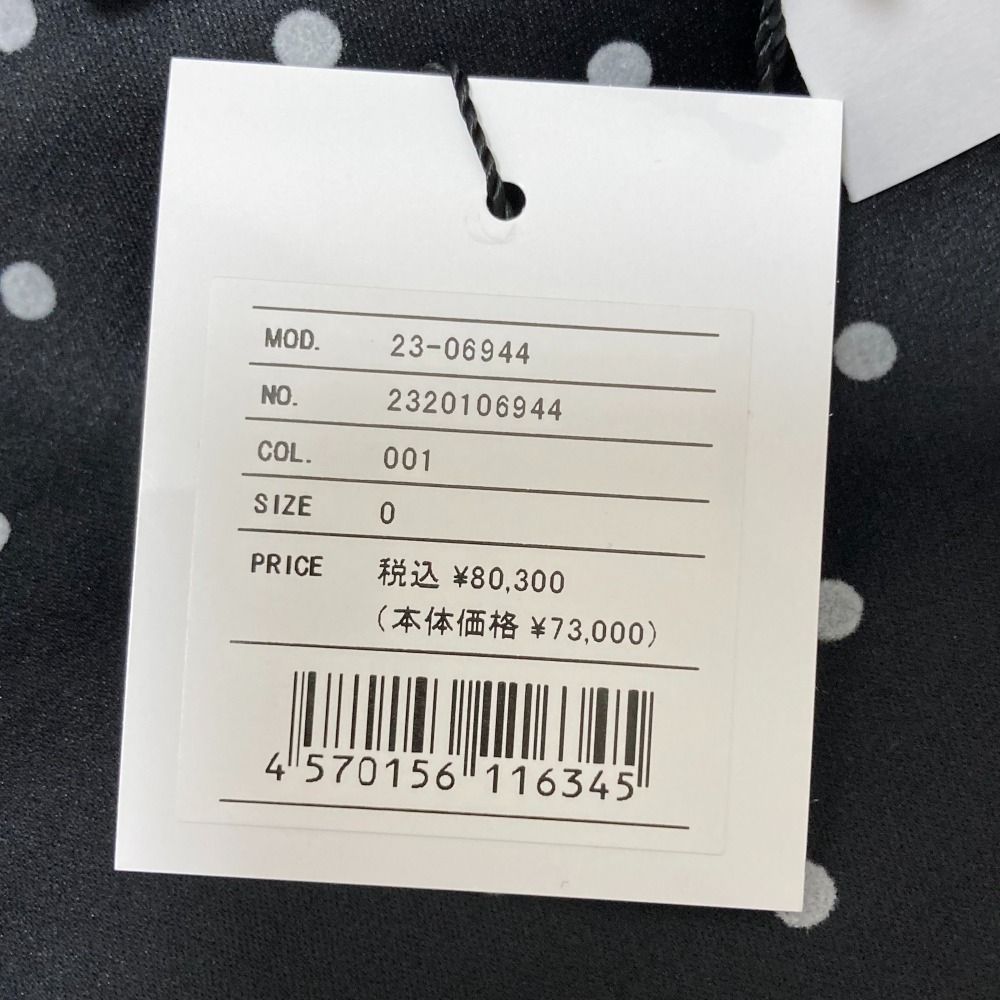 MOD. 23-06944
NO. 2320106944
COL. 001
SIZE 0
PRICE 税込 ¥80,300
(本体価格 ¥73,000)
4 570156 116345